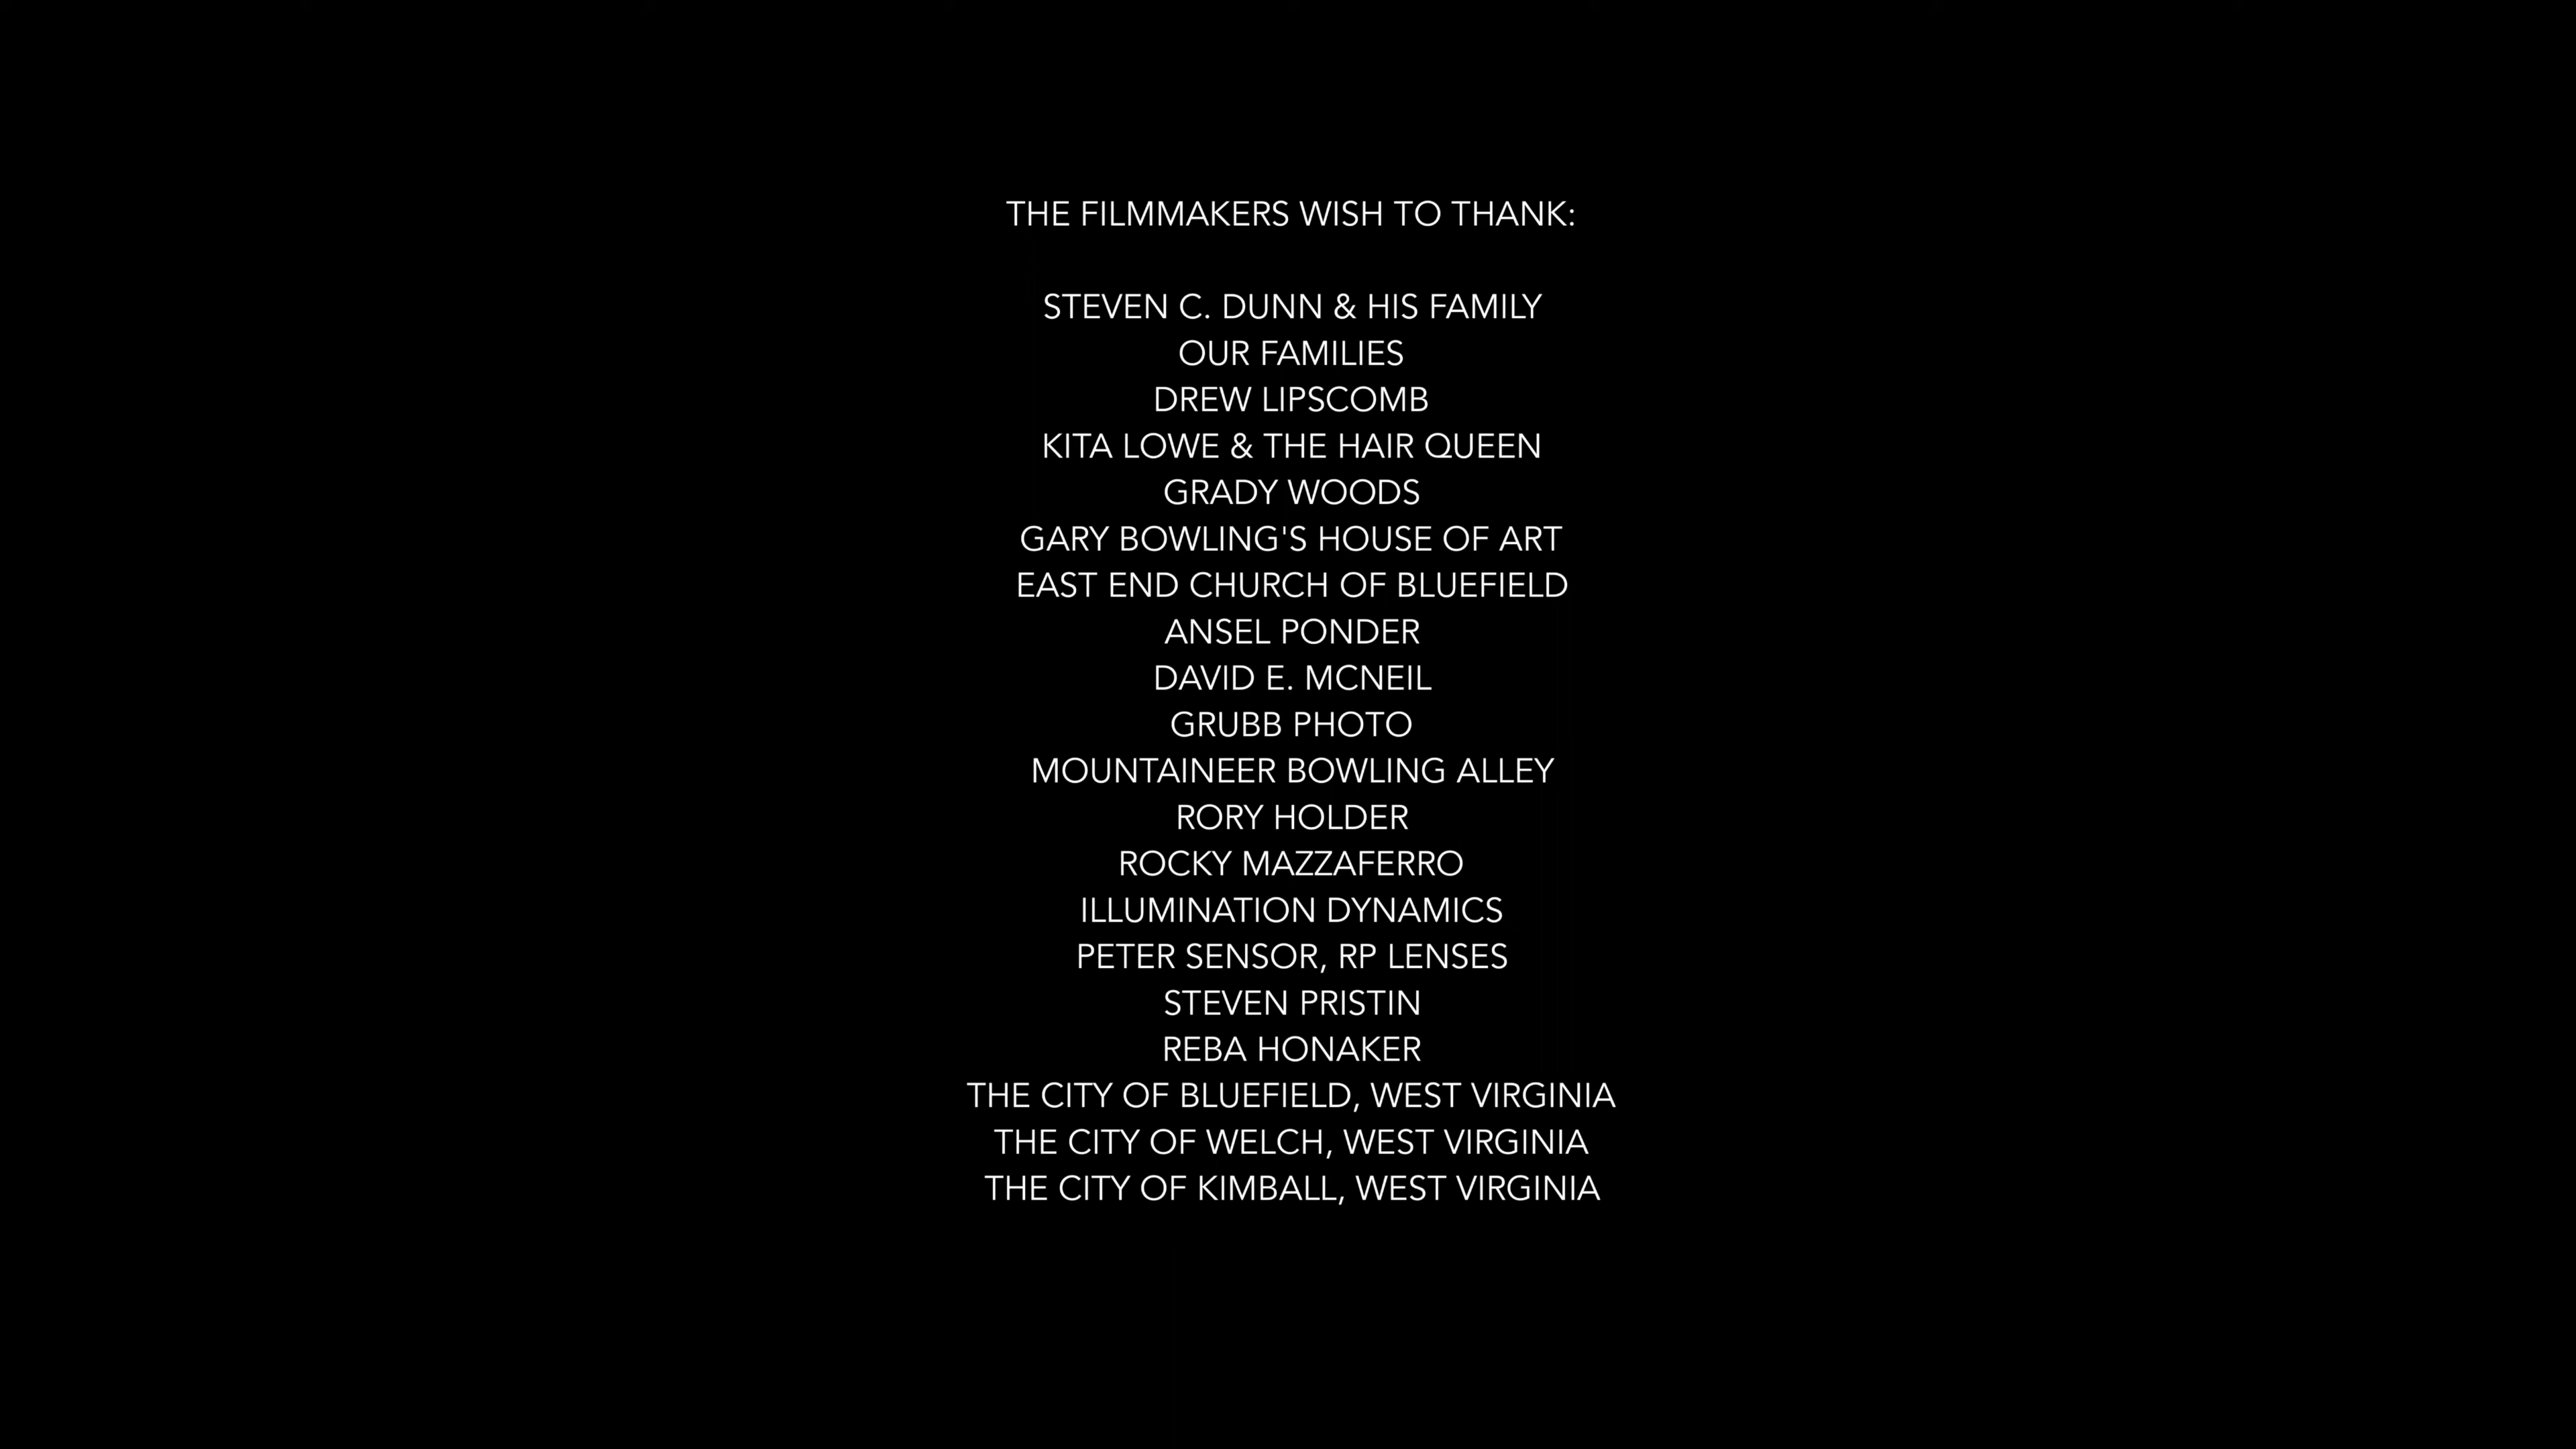 THE FILMMAKERS WISH TO THANK:
STEVEN C. DUNN & HIS FAMILY
OUR FAMILIES
DREW LIPSCOMB
KITA LOWE & THE HAIR QUEEN
GRADY WOODS
GARY BOWLING'S HOUSE OF ART
EAST END CHURCH OF BLUEFIELD
ANSEL PONDER
DAVID E. MCNEIL
GRUBB PHOTO
MOUNTAINEER BOWLING ALLEY
RORY HOLDER
ROCKY MAZZAFERRO
ILLUMINATION DYNAMICS
PETER SENSOR, RP LENSES
STEVEN PRISTIN
REBA HONAKER
THE CITY OF BLUEFIELD, WEST VIRGINIA
THE CITY OF WELCH, WEST VIRGINIA
THE CITY OF KIMBALL, WEST VIRGINIA